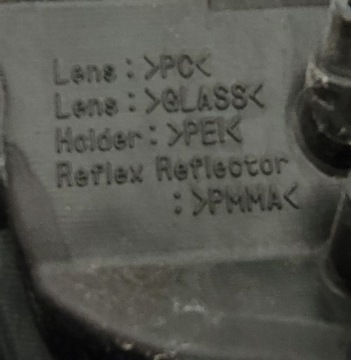 Lens:>PC<
Lens:>GLASS<
Holder:>PEI<
Reflex Reflector
:>PMMA<